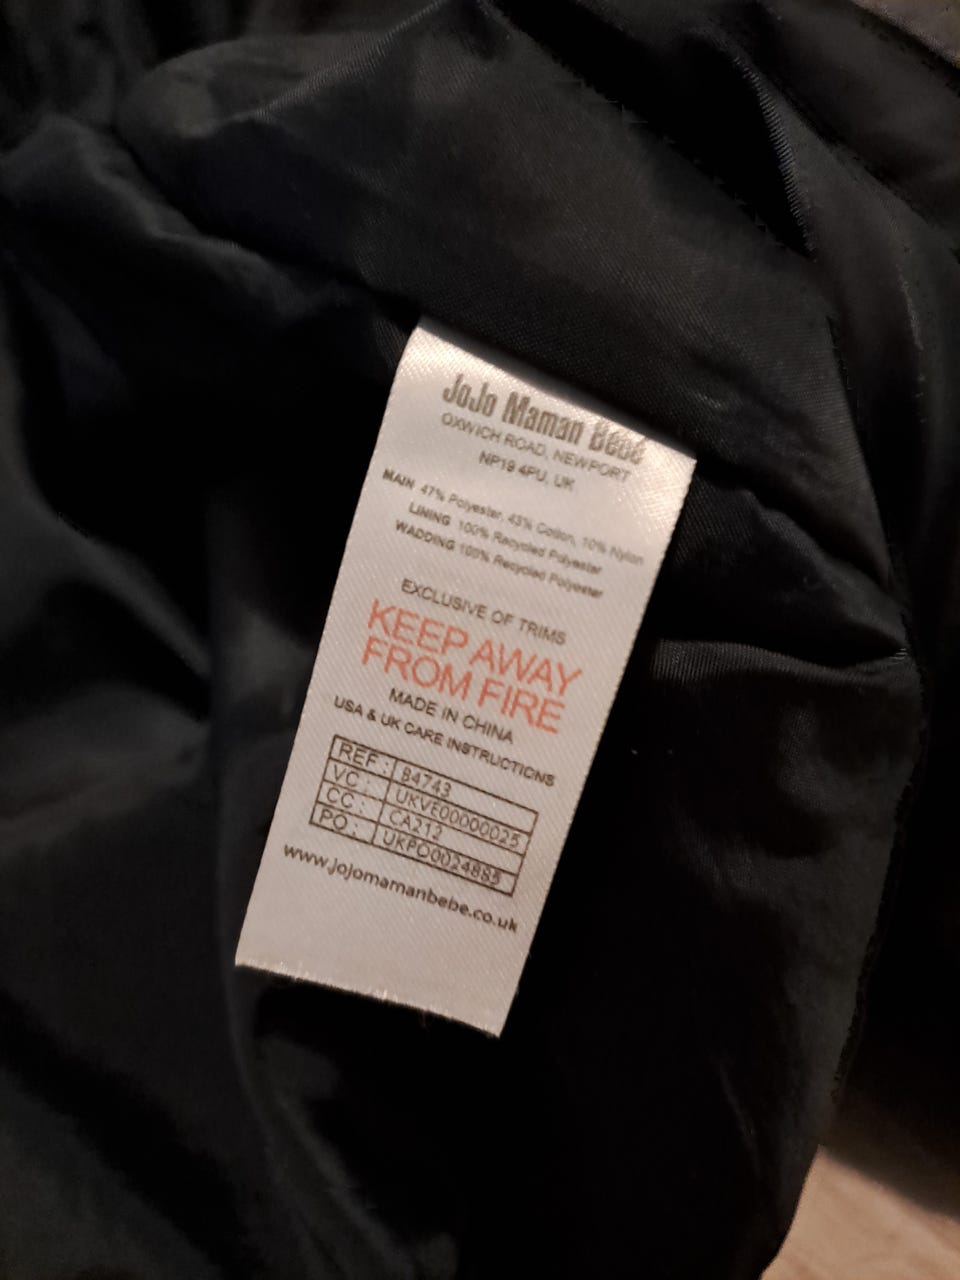 JoJo Maman Bébé
OXWICH ROAD, NEWPORT
NP19 4PU, UK
MAIN 47% Polyester, 43% Cotton, 10% Nylon
LINING 100% Recycled Polyester
WADDING 100% Recycled Polyester
EXCLUSIVE OF TRIMS
KEEP AWAY
FROM FIRE
MADE IN CHINA
USA & UK CARE INSTRUCTIONS
REF : B4743
VC : UKVE00000025
CC : CA212
PO : UKPO0024885
www.jojomamanbebe.co.uk